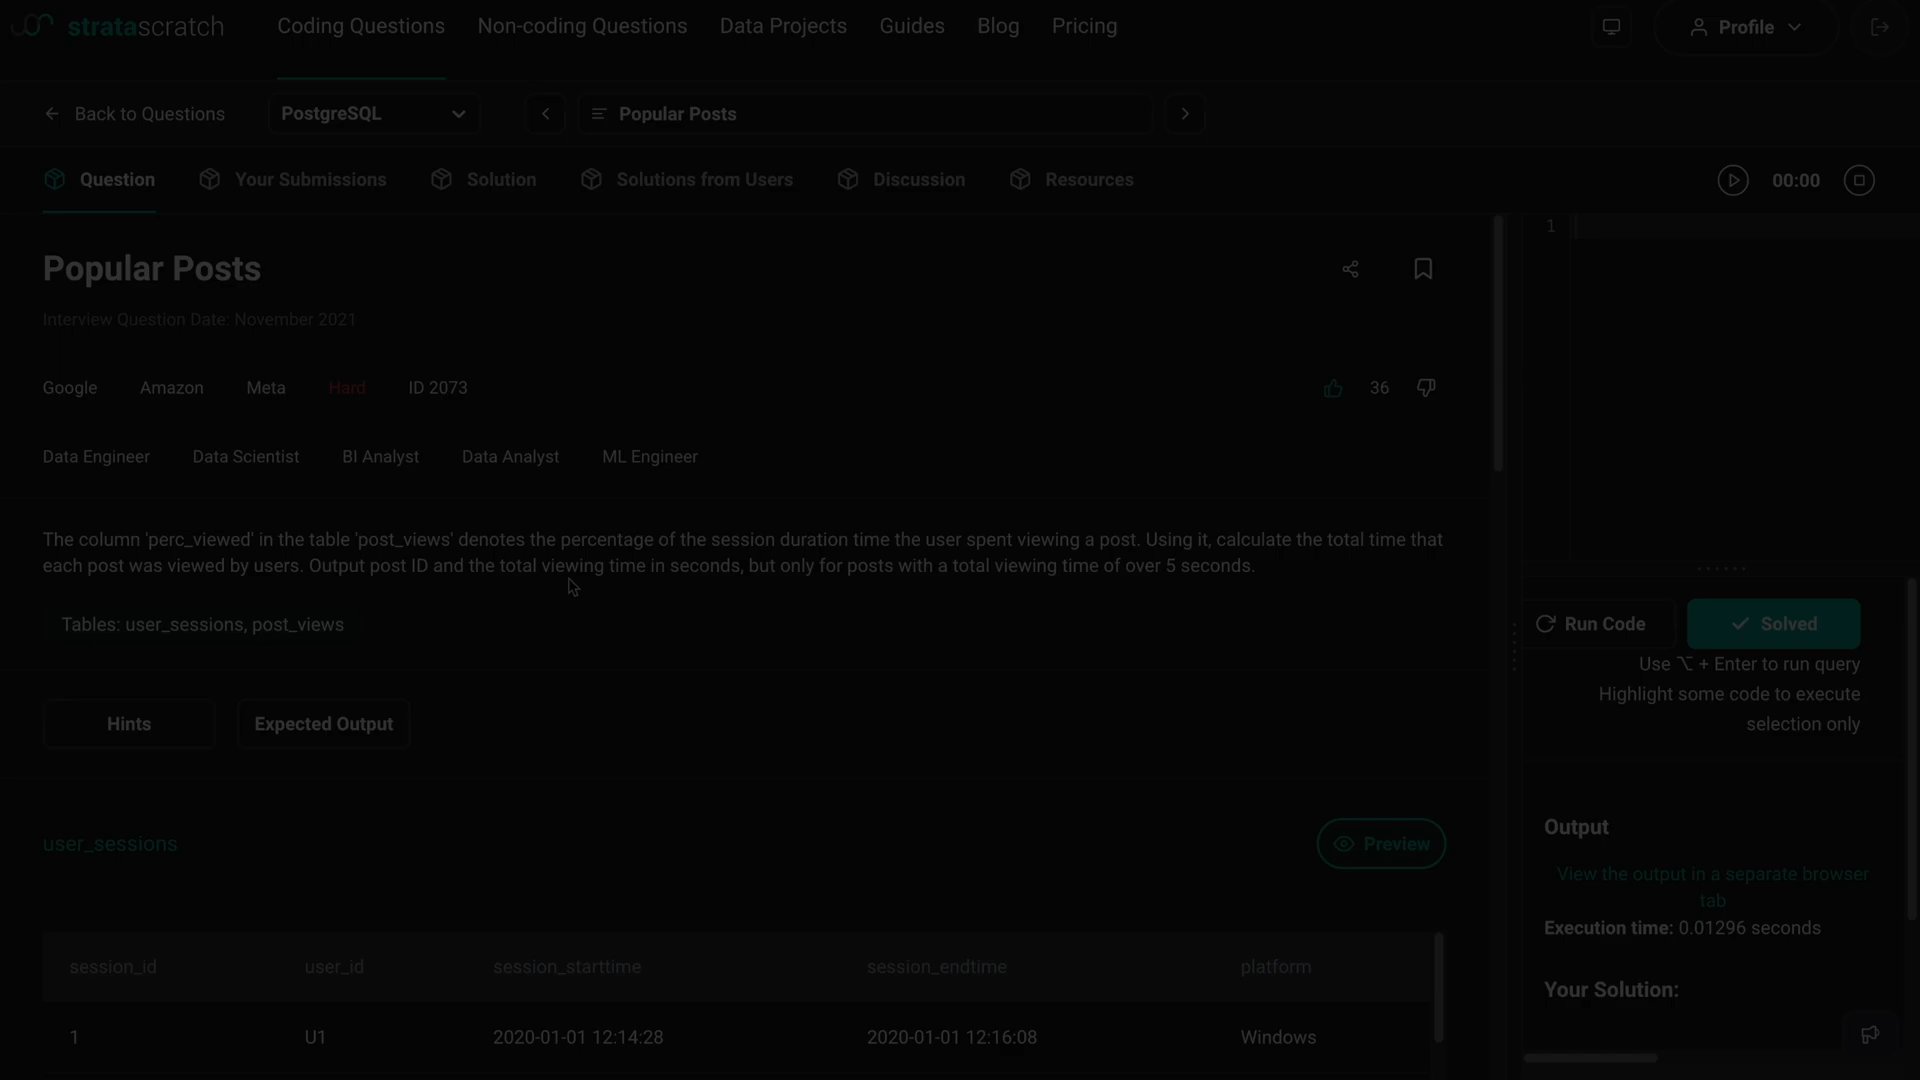 stratascratch
Coding Questions Non-coding Questions Data Projects Guides Blog Pricing Profile
Back to Questions PostgreSQL Popular Posts
Question Your Submissions Solution Solutions from Users Discussion Resources 00:00
1
Popular Posts
Interview Question Date: November 2021
Google Amazon Meta Hard ID 2073 36
Data Engineer Data Scientist BI Analyst Data Analyst ML Engineer
The column 'perc_viewed' in the table 'post_views' denotes the percentage of the session duration time the user spent viewing a post. Using it, calculate the total time that
each post was viewed by users. Output post ID and the total viewing time in seconds, but only for posts with a total viewing time of over 5 seconds.
Tables: user_sessions, post_views
Hints Expected Output
user_sessions Preview
session_id user_id session_starttime session_endtime platform
1 U1 2020-01-01 12:14:28 2020-01-01 12:16:08 Windows
Run Code Solved
Use ⌥ + Enter to run query
Highlight some code to execute
selection only
Output
View the output in a separate browser
tab
Execution time: 0.01296 seconds
Your Solution: